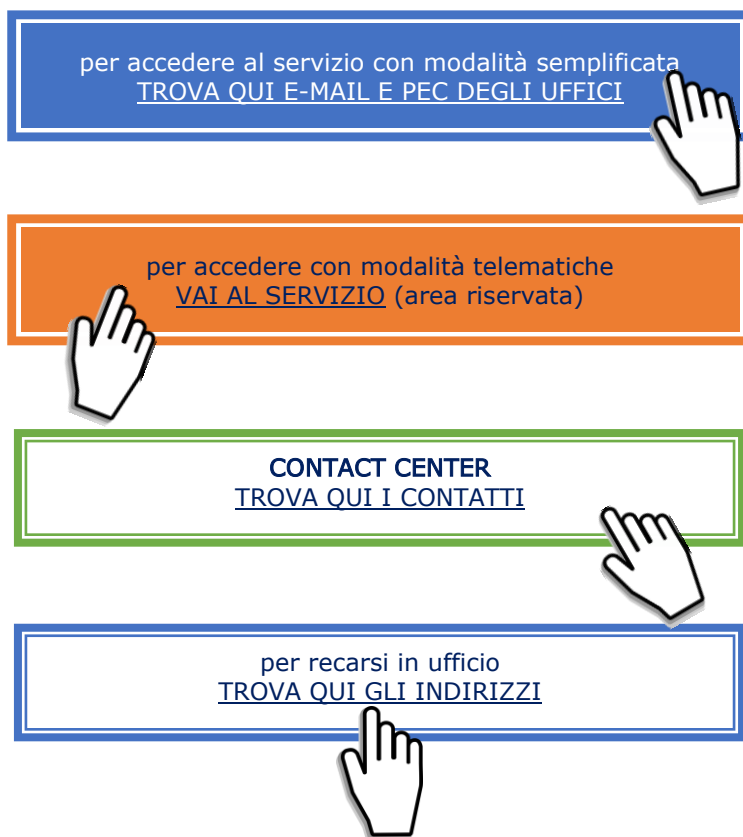 per accedere al servizio con modalità semplificata
TROVA QUI E-MAIL E PEC DEGLI UFFICI
per accedere con modalità telematiche
VAI AL SERVIZIO (area riservata)
CONTACT CENTER
TROVA QUI I CONTATTI
per recarsi in ufficio
TROVA QUI GLI INDIRIZZI